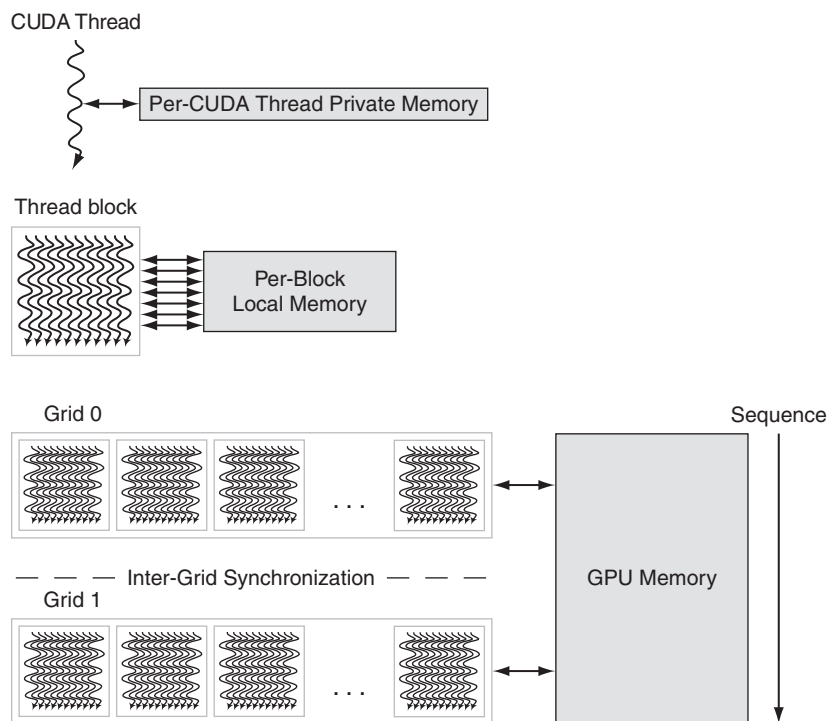 CUDA Thread
Per-CUDA Thread Private Memory
Thread block
Per-Block
Local Memory
Grid 0
Sequence
. . .
Inter-Grid Synchronization
GPU Memory
Grid 1
. . .